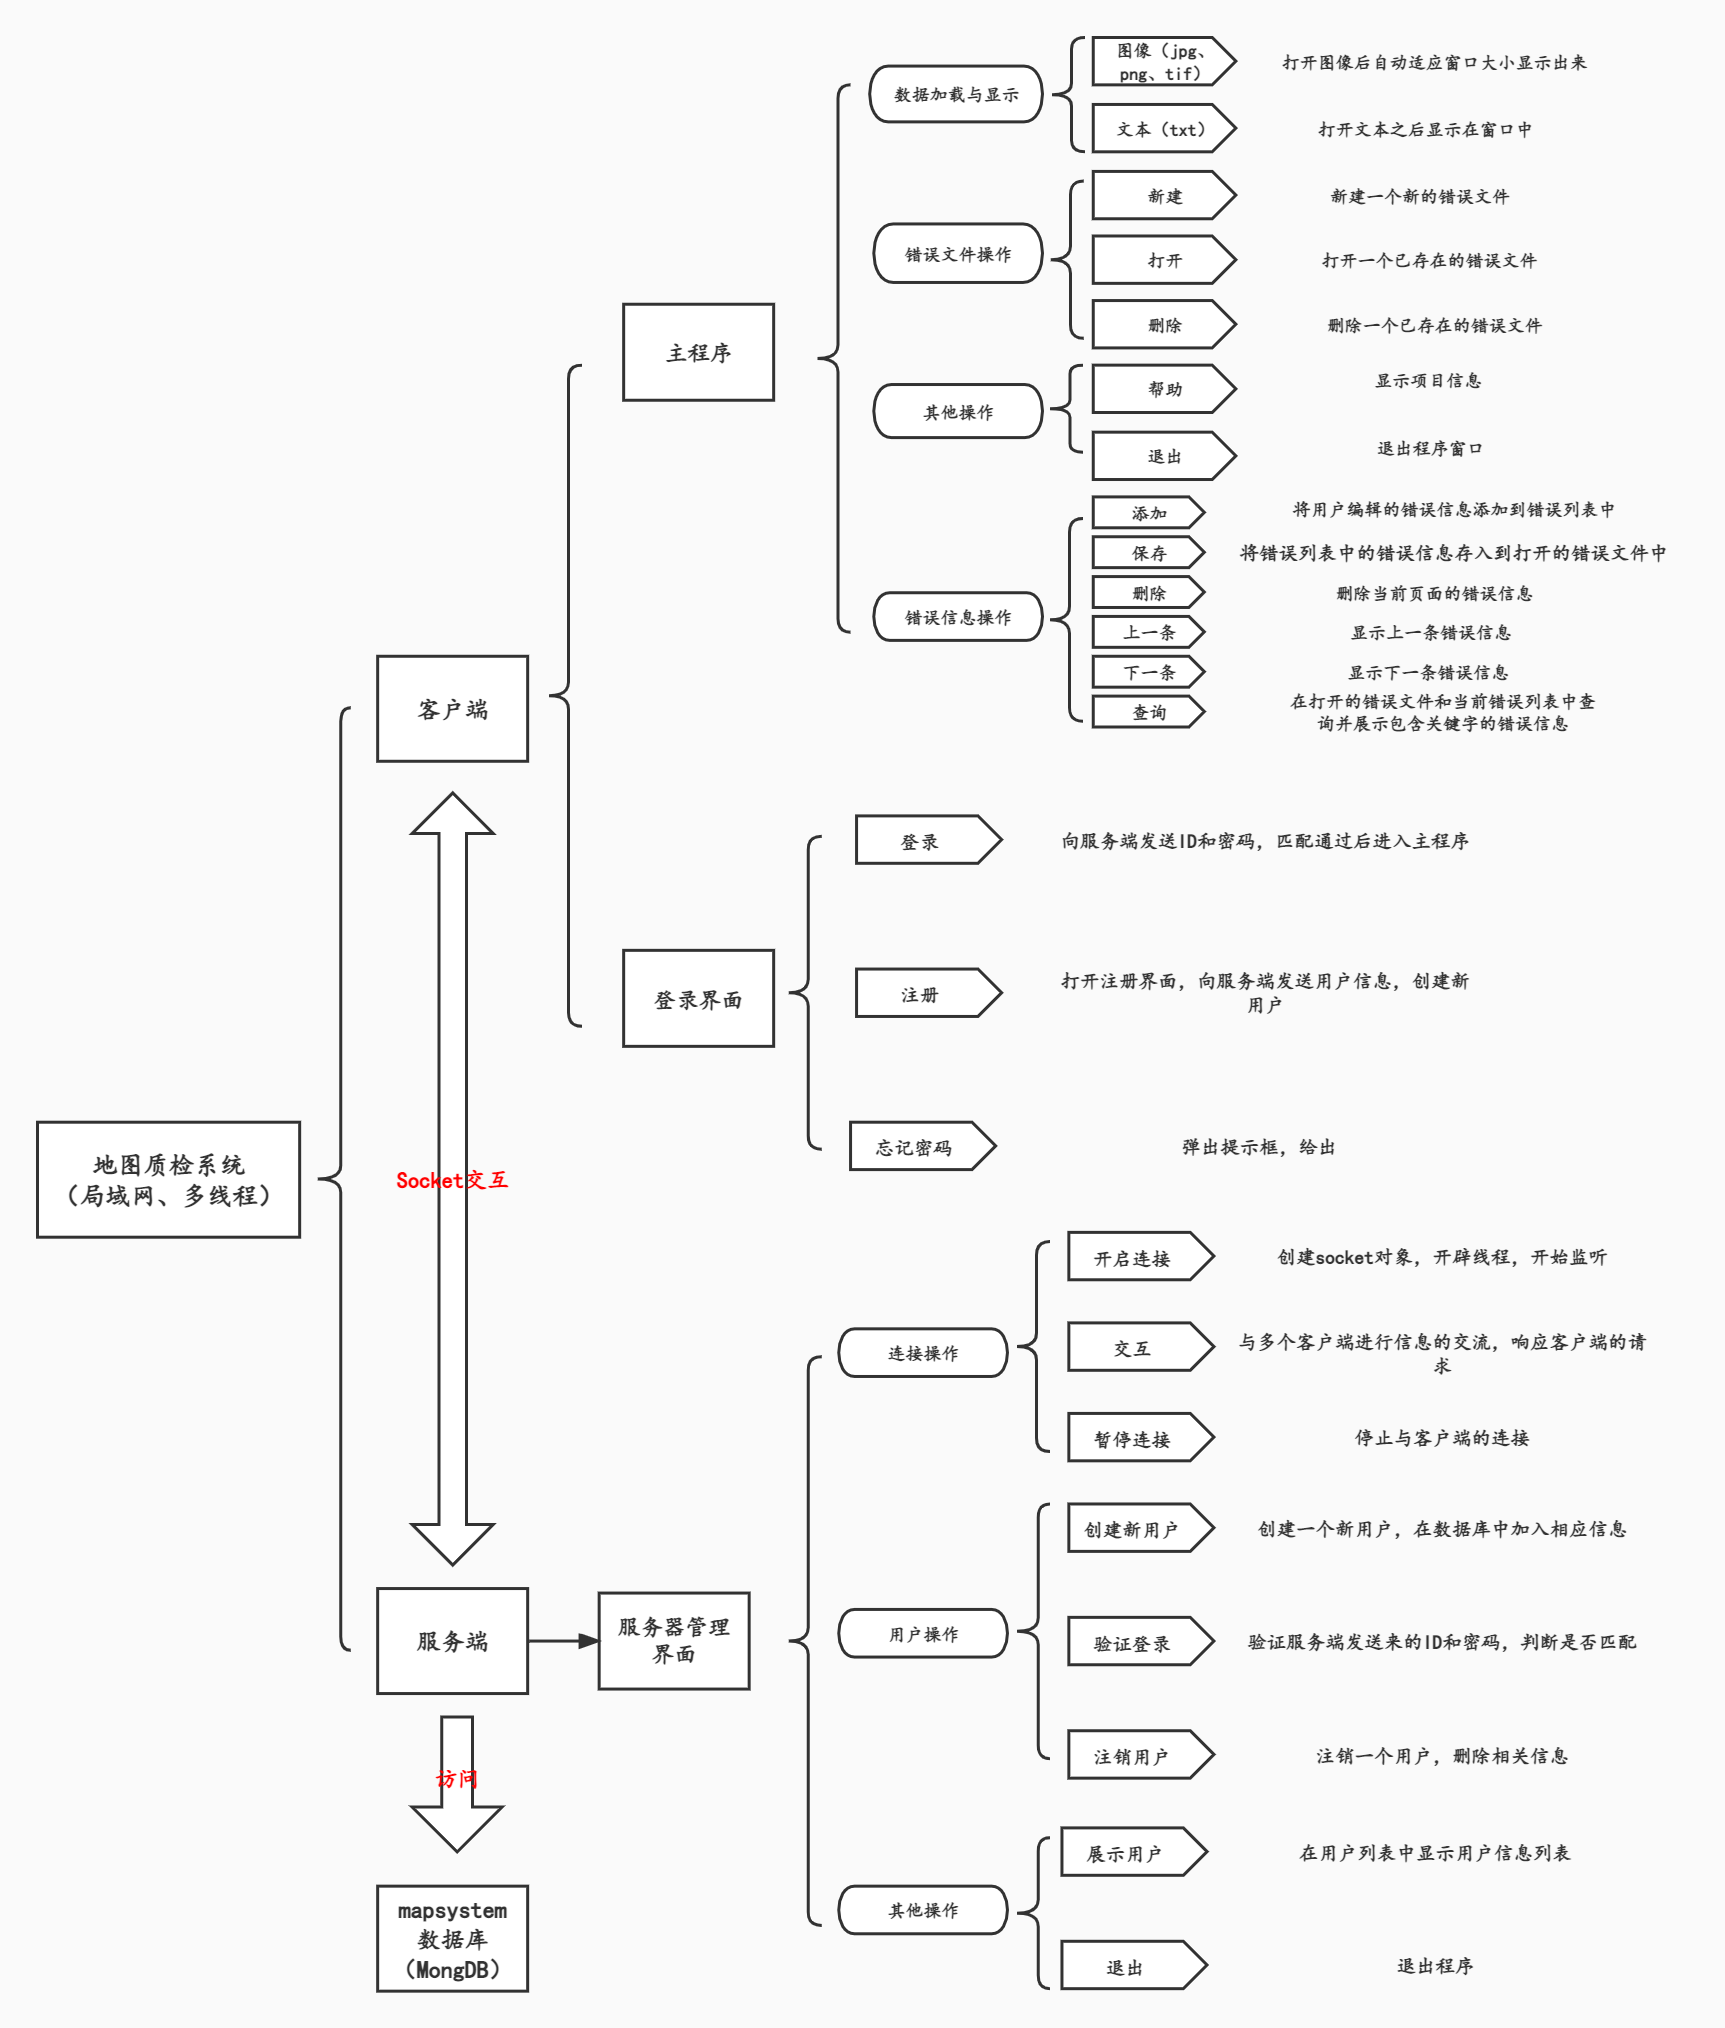 图像（jpg、
png、tif）
打开图像后自动适应窗口大小显示出来
数据加载与显示
文本（txt）
打开文本之后显示在窗口中
新建
新建一个新的错误文件
错误文件操作
打开
打开一个已存在的错误文件
删除
删除一个已存在的错误文件
主程序
帮助
显示项目信息
其他操作
退出
退出程序窗口
添加
将用户编辑的错误信息添加到错误列表中
保存
将错误列表中的错误信息存入到打开的错误文件中
删除
删除当前页面的错误信息
错误信息操作
上一条
显示上一条错误信息
下一条
显示下一条错误信息
查询
在打开的错误文件和当前错误列表中查
询并展示包含关键字的错误信息
客户端
登录
向服务端发送ID和密码，匹配通过后进入主程序
登录界面
注册
打开注册界面，向服务端发送用户信息，创建新
用户
忘记密码
弹出提示框，给出
地图质检系统
（局域网、多线程）
Socket交互
开启连接
创建socket对象，开辟线程，开始监听
连接操作
交互
与多个客户端进行信息的交流，响应客户端的请
求
暂停连接
停止与客户端的连接
创建新用户
创建一个新用户，在数据库中加入相应信息
服务端
服务器管理
界面
用户操作
验证登录
验证服务端发送来的ID和密码，判断是否匹配
注销用户
注销一个用户，删除相关信息
访问
展示用户
在用户列表中显示用户信息列表
其他操作
退出
退出程序
mapsystem
数据库
（MongDB）